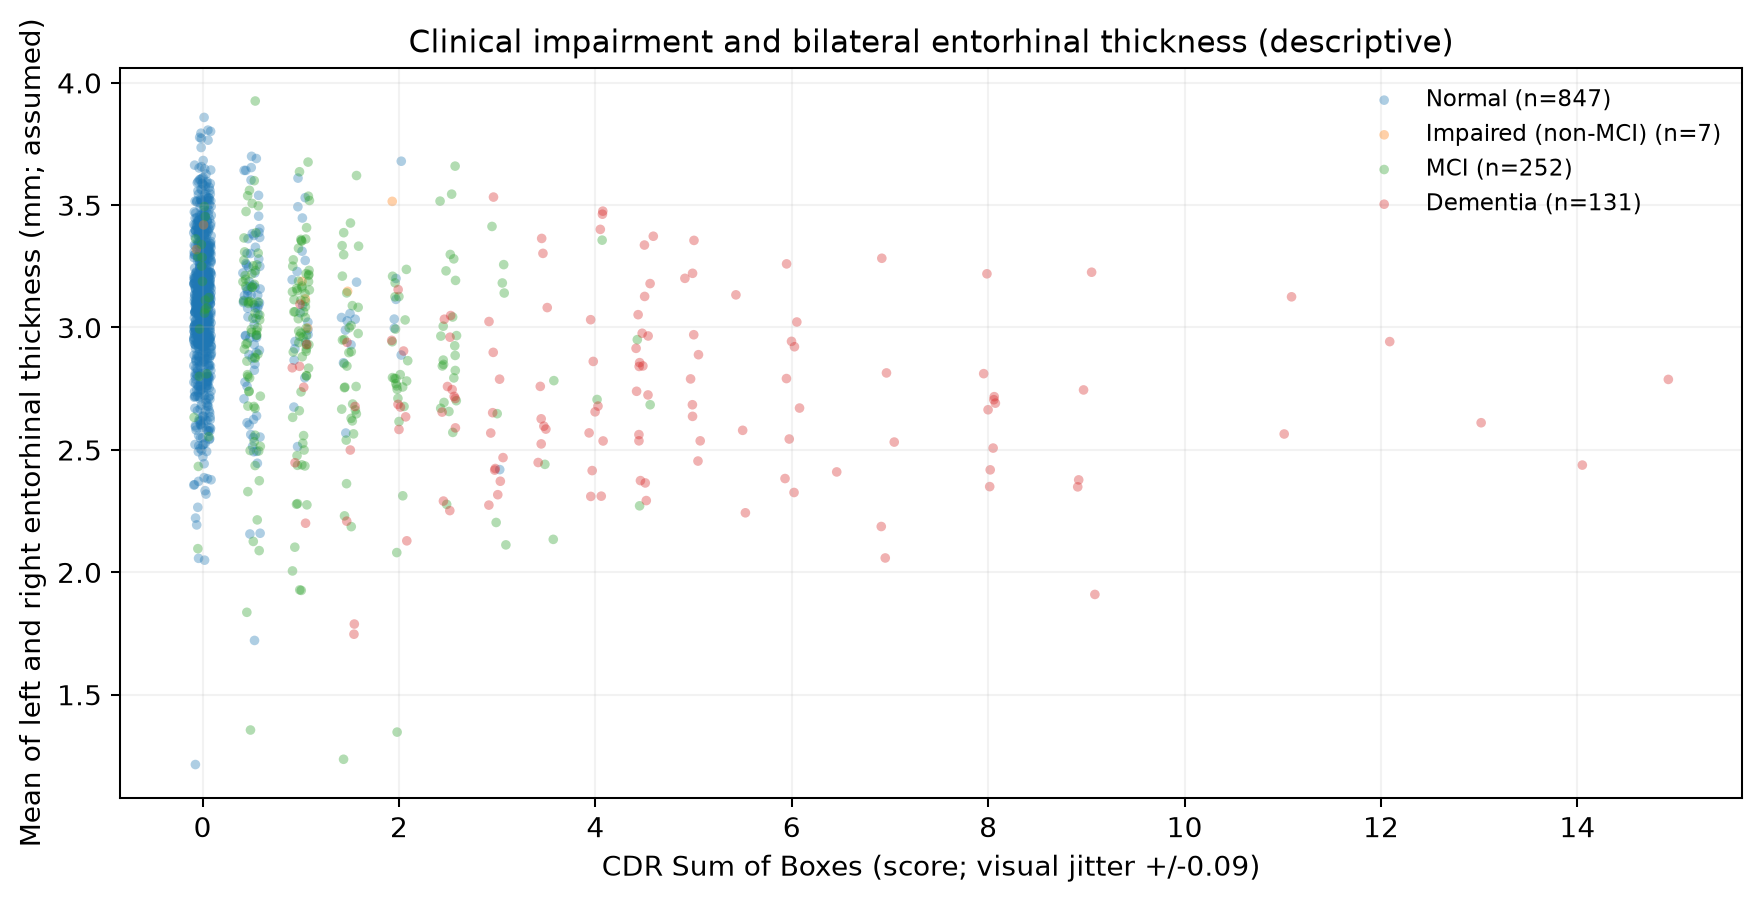 Clinical impairment and bilateral entorhinal thickness (descriptive)
Mean of left and right entorhinal thickness (mm; assumed)
4.0
3.5
3.0
2.5
2.0
1.5
Normal (n=847)
Impaired (non-MCI) (n=7)
MCI (n=252)
Dementia (n=131)
0 2 4 6 8 10 12 14
CDR Sum of Boxes (score; visual jitter +/-0.09)